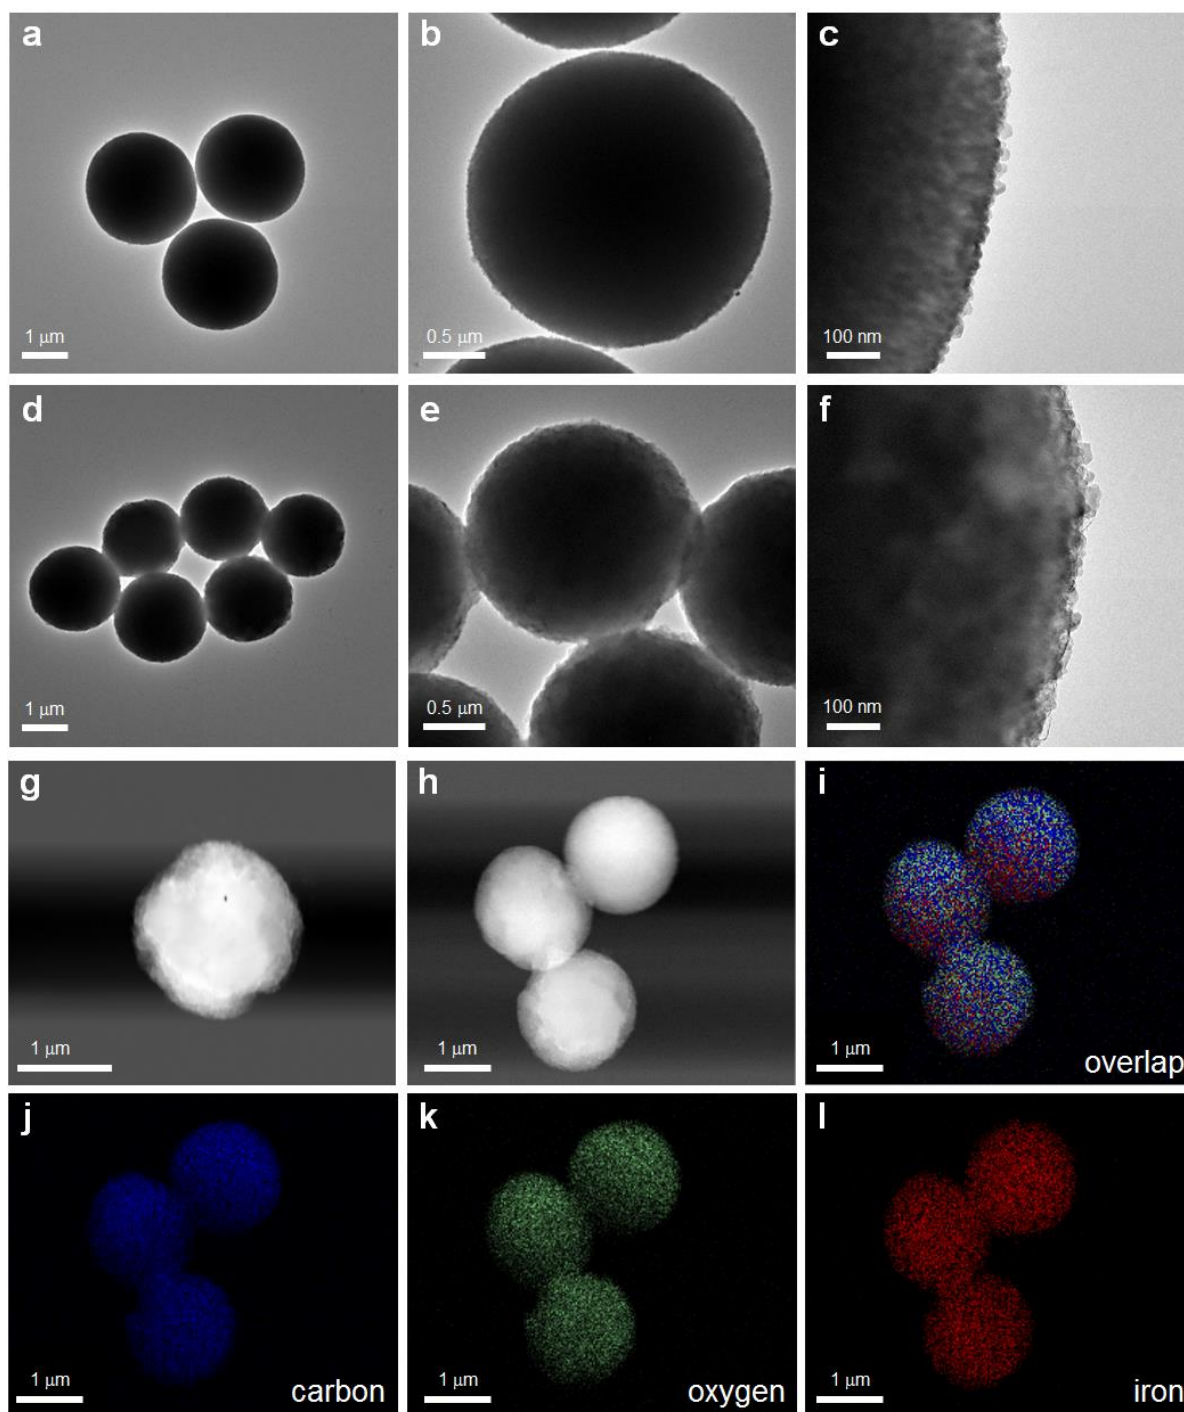 a
1 μm
b
0.5 μm
c
100 nm
d
1 μm
e
0.5 μm
f
100 nm
g
1 μm
h
1 μm
i
1 μm
overlap
j
1 μm
carbon
k
1 μm
oxygen
l
1 μm
iron